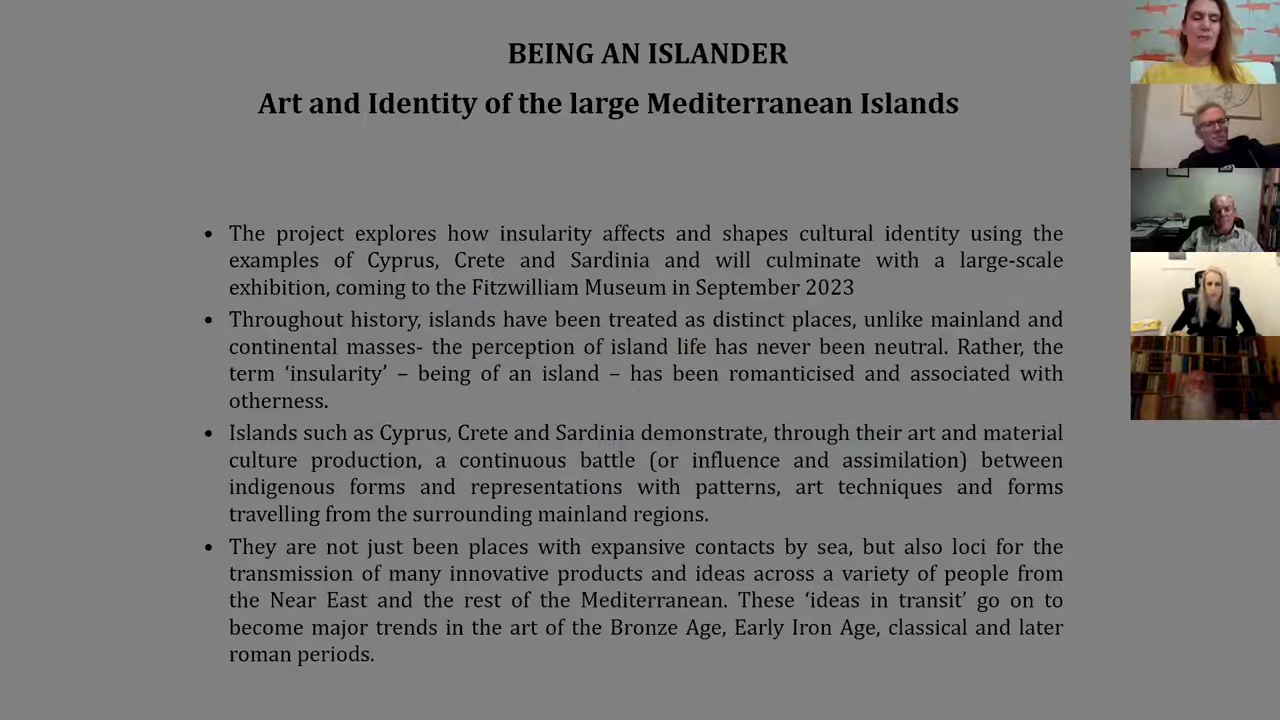 BEING AN ISLANDER
Art and Identity of the large Mediterranean Islands
• The project explores how insularity affects and shapes cultural identity using the
examples of Cyprus, Crete and Sardinia and will culminate with a large-scale
exhibition, coming to the Fitzwilliam Museum in September 2023
• Throughout history, islands have been treated as distinct places, unlike mainland and
continental masses- the perception of island life has never been neutral. Rather, the
term ‘insularity’ – being of an island – has been romanticised and associated with
otherness.
• Islands such as Cyprus, Crete and Sardinia demonstrate, through their art and material
culture production, a continuous battle (or influence and assimilation) between
indigenous forms and representations with patterns, art techniques and forms
travelling from the surrounding mainland regions.
• They are not just been places with expansive contacts by sea, but also loci for the
transmission of many innovative products and ideas across a variety of people from
the Near East and the rest of the Mediterranean. These ‘ideas in transit’ go on to
become major trends in the art of the Bronze Age, Early Iron Age, classical and later
roman periods.